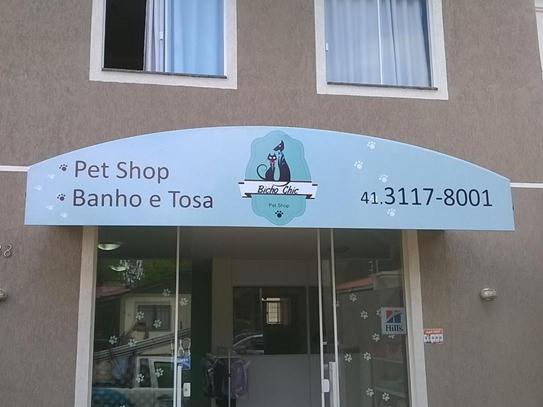 Pet Shop
Banho e Tosa
Bicho Chic
Pet Shop
41.3117-8001
Hill's